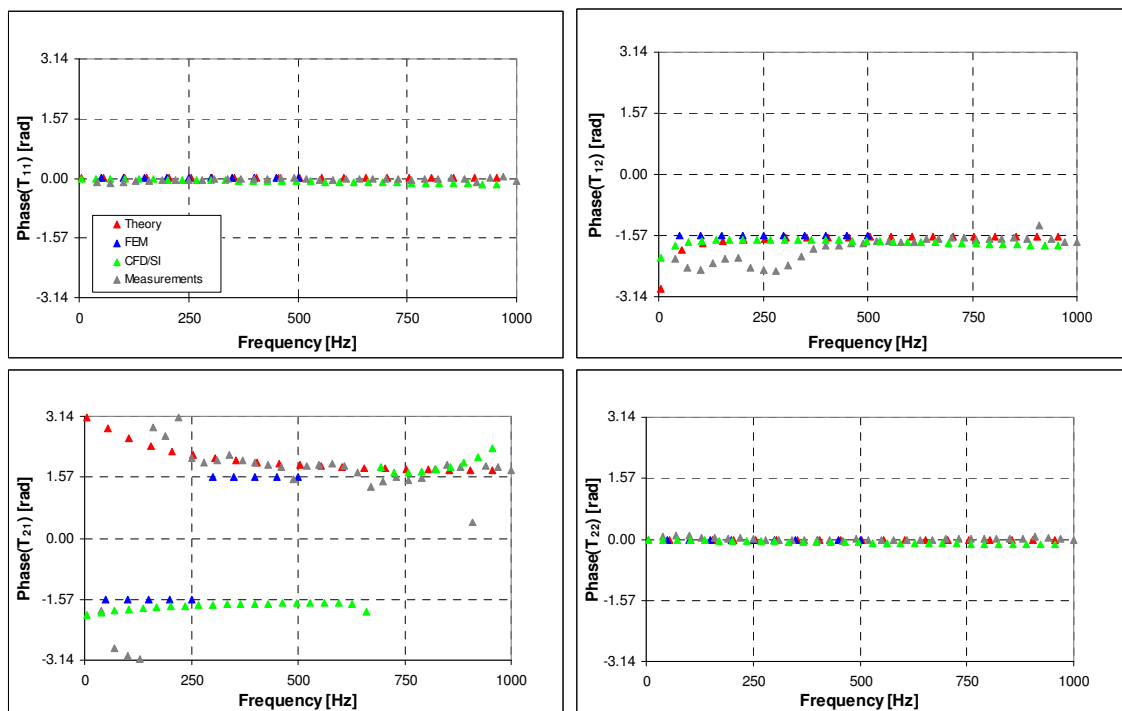 Phase(T11) [rad]
3.14
1.57
0.00
-1.57
-3.14
Theory
FEM
CFD/SI
Measurements
0 250 500 750 1000
Frequency [Hz]
Phase(T12) [rad]
3.14
1.57
0.00
-1.57
-3.14
0 250 500 750 1000
Frequency [Hz]
Phase(T21) [rad]
3.14
1.57
0.00
-1.57
-3.14
0 250 500 750 1000
Frequency [Hz]
Phase(T22) [rad]
3.14
1.57
0.00
-1.57
-3.14
0 250 500 750 1000
Frequency [Hz]